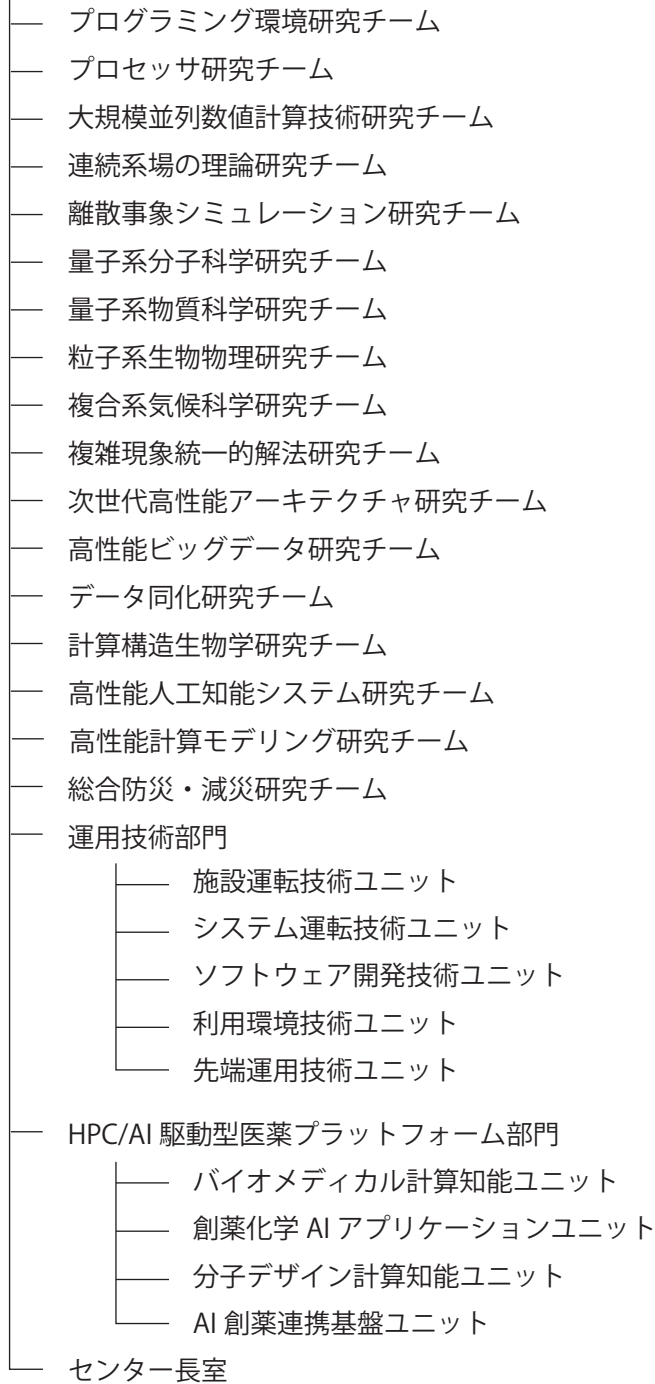 プログラミング環境研究チーム
プロセッサ研究チーム
大規模並列数値計算技術研究チーム
連続系場の理論研究チーム
離散事象シミュレーション研究チーム
量子系分子科学研究チーム
量子系物質科学研究チーム
粒子系生物物理研究チーム
複合系気候科学研究チーム
複雑現象統一的解法研究チーム
次世代高性能アーキテクチャ研究チーム
高性能ビッグデータ研究チーム
データ同化研究チーム
計算構造生物学研究チーム
高性能人工知能システム研究チーム
高性能計算モデリング研究チーム
総合防災・減災研究チーム
運用技術部門
施設運転技術ユニット
システム運転技術ユニット
ソフトウェア開発技術ユニット
利用環境技術ユニット
先端運用技術ユニット
HPC/AI 駆動型医薬プラットフォーム部門
バイオメディカル計算知能ユニット
創薬化学 AI アプリケーションユニット
分子デザイン計算知能ユニット
AI 創薬連携基盤ユニット
センター長室